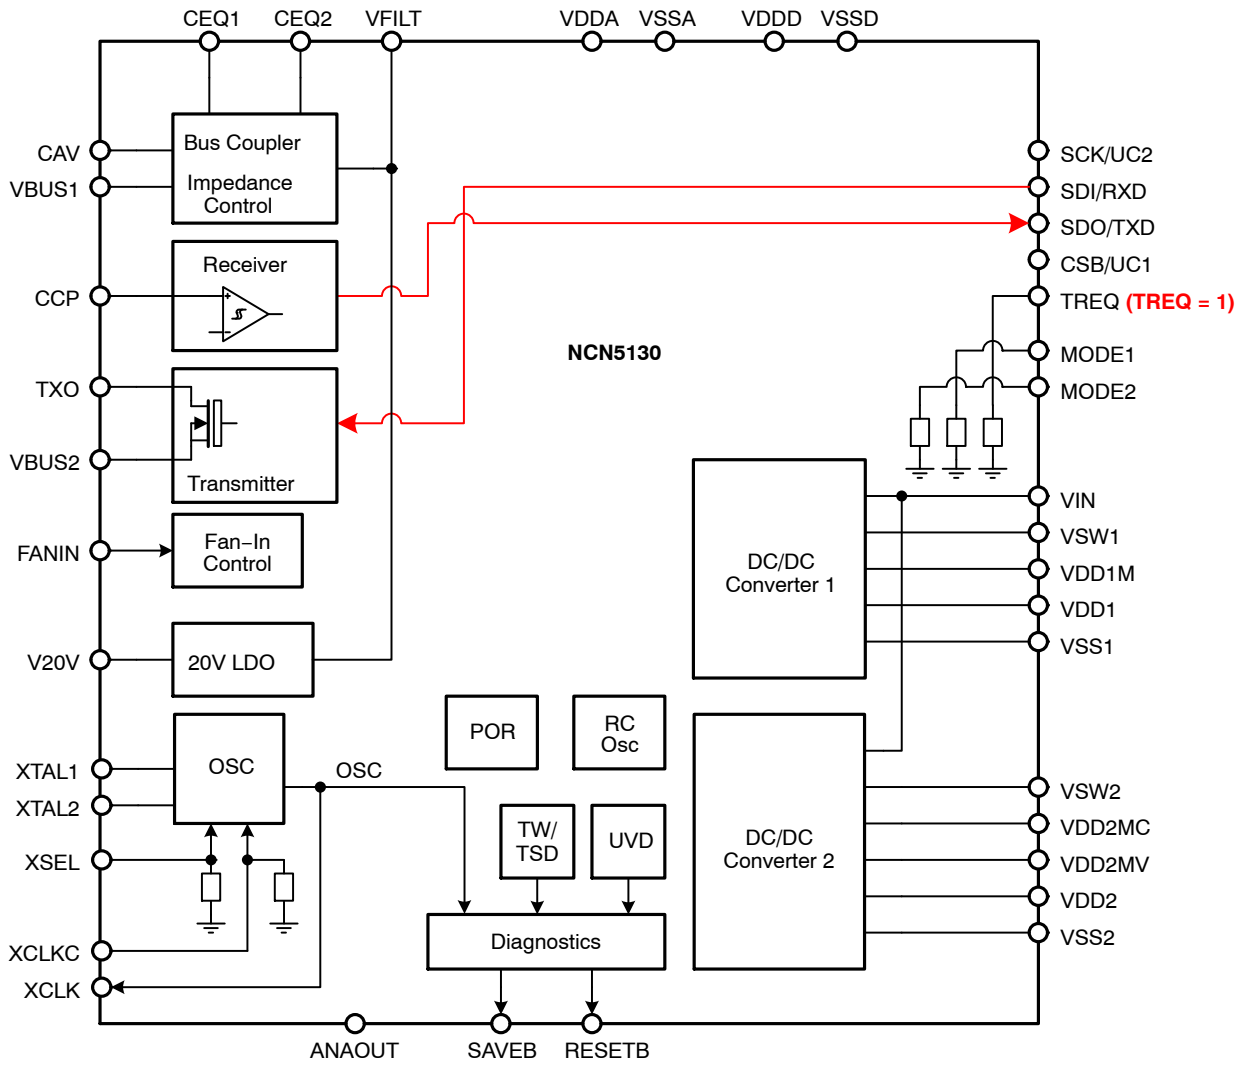 CEQ1
CEQ2
VFILT
VDDA
VSSA
VDDD
VSSD
CAV
VBUS1
Bus Coupler
Impedance
Control
SCK/UC2
SDI/RXD
SDO/TXD
CSB/UC1
TREQ (TREQ = 1)
MODE1
MODE2
CCP
Receiver
NCN5130
TXO
VBUS2
Transmitter
FANIN
Fan–In
Control
V20V
20V LDO
VIN
VSW1
VDD1M
VDD1
VSS1
DC/DC
Converter 1
POR
RC
Osc
XTAL1
XTAL2
OSC
OSC
XSEL
XCLKC
XCLK
TW/
TSD
UVD
Diagnostics
DC/DC
Converter 2
VSW2
VDD2MC
VDD2MV
VDD2
VSS2
ANAOUT
SAVEB
RESETB